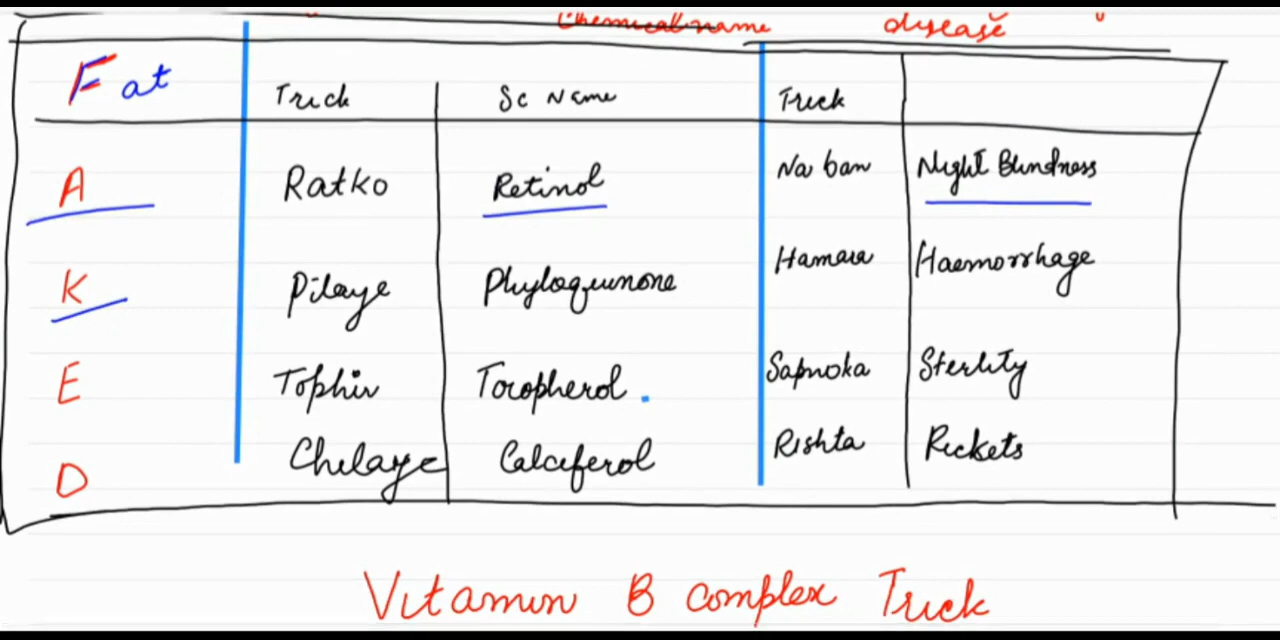 Chemical name disease
Fat Trick Sc Name Trick
A Ratko Retinol Na ban Night Blindness
K Pilaye Phyloquinone Hamara Haemorrhage
E Tophir Tocopherol Sapnoka Sterlity
D Chilaye Calciferol Rishta Rickets
Vitamin B complex Trick